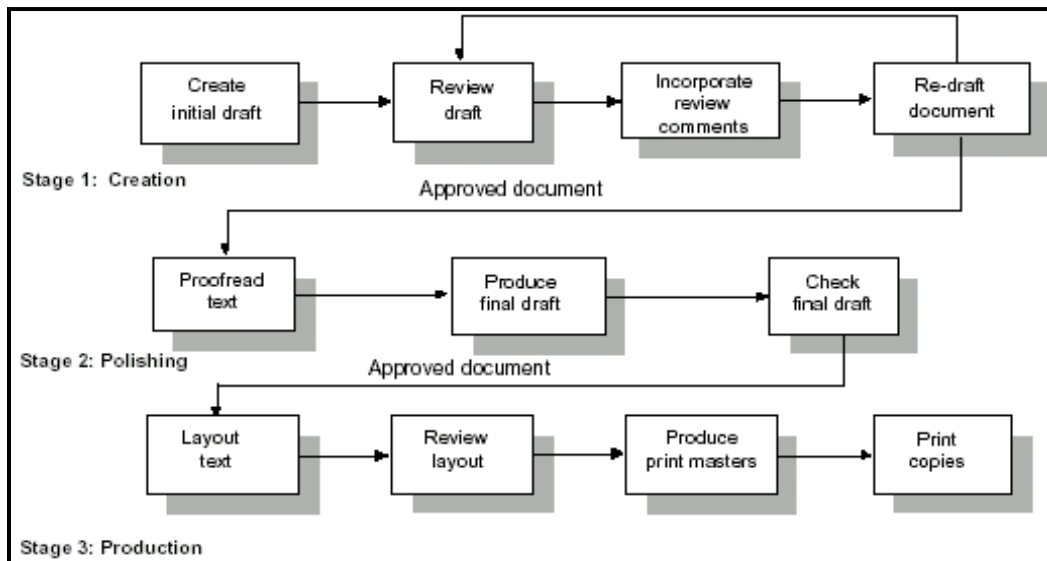 Create
initial draft
Review
draft
Incorporate
review
comments
Re-draft
document
Stage 1: Creation
Approved document
Proofread
text
Produce
final draft
Check
final draft
Stage 2: Polishing
Approved document
Layout
text
Review
layout
Produce
print masters
Print
copies
Stage 3: Production